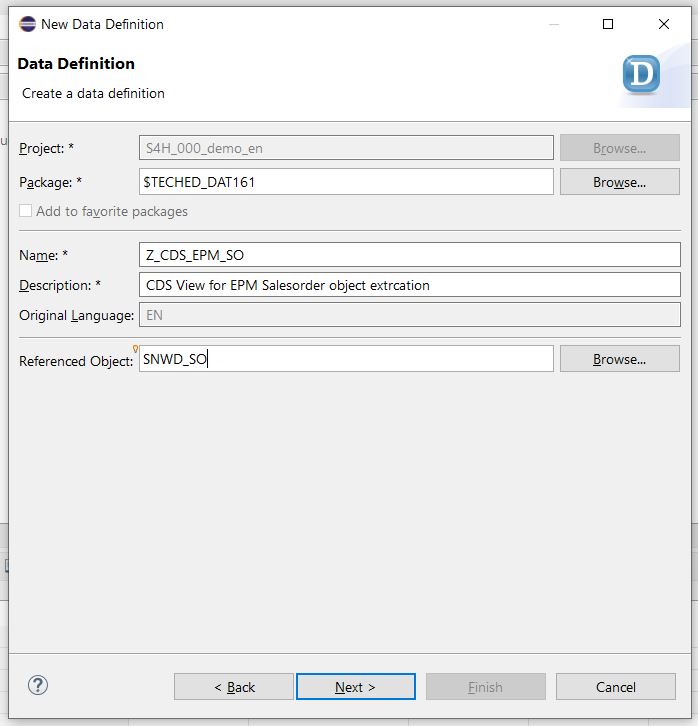 New Data Definition
Data Definition
D
Create a data definition
Project: * S4H_000_demo_en Browse...
Package: * $TECHED_DAT161 Browse...
Add to favorite packages
Name: * Z_CDS_EPM_SO
Description: * CDS View for EPM Salesorder object extrcation
Original Language: EN
Referenced Object: SNWD_SO Browse...
? < Back Next > Finish Cancel